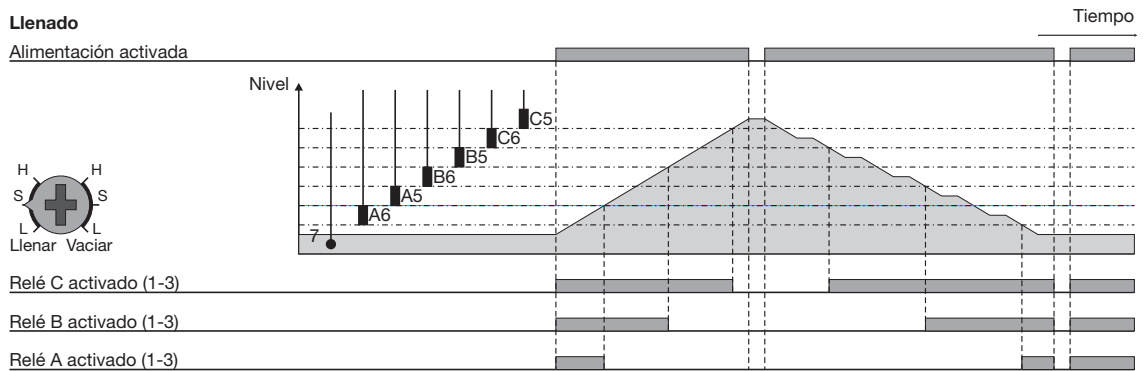 Llenado
Tiempo
Alimentación activada
Nivel
C5
C6
B5
B6
A5
A6
7
H H
S S
L L
Llenar Vaciar
Relé C activado (1-3)
Relé B activado (1-3)
Relé A activado (1-3)